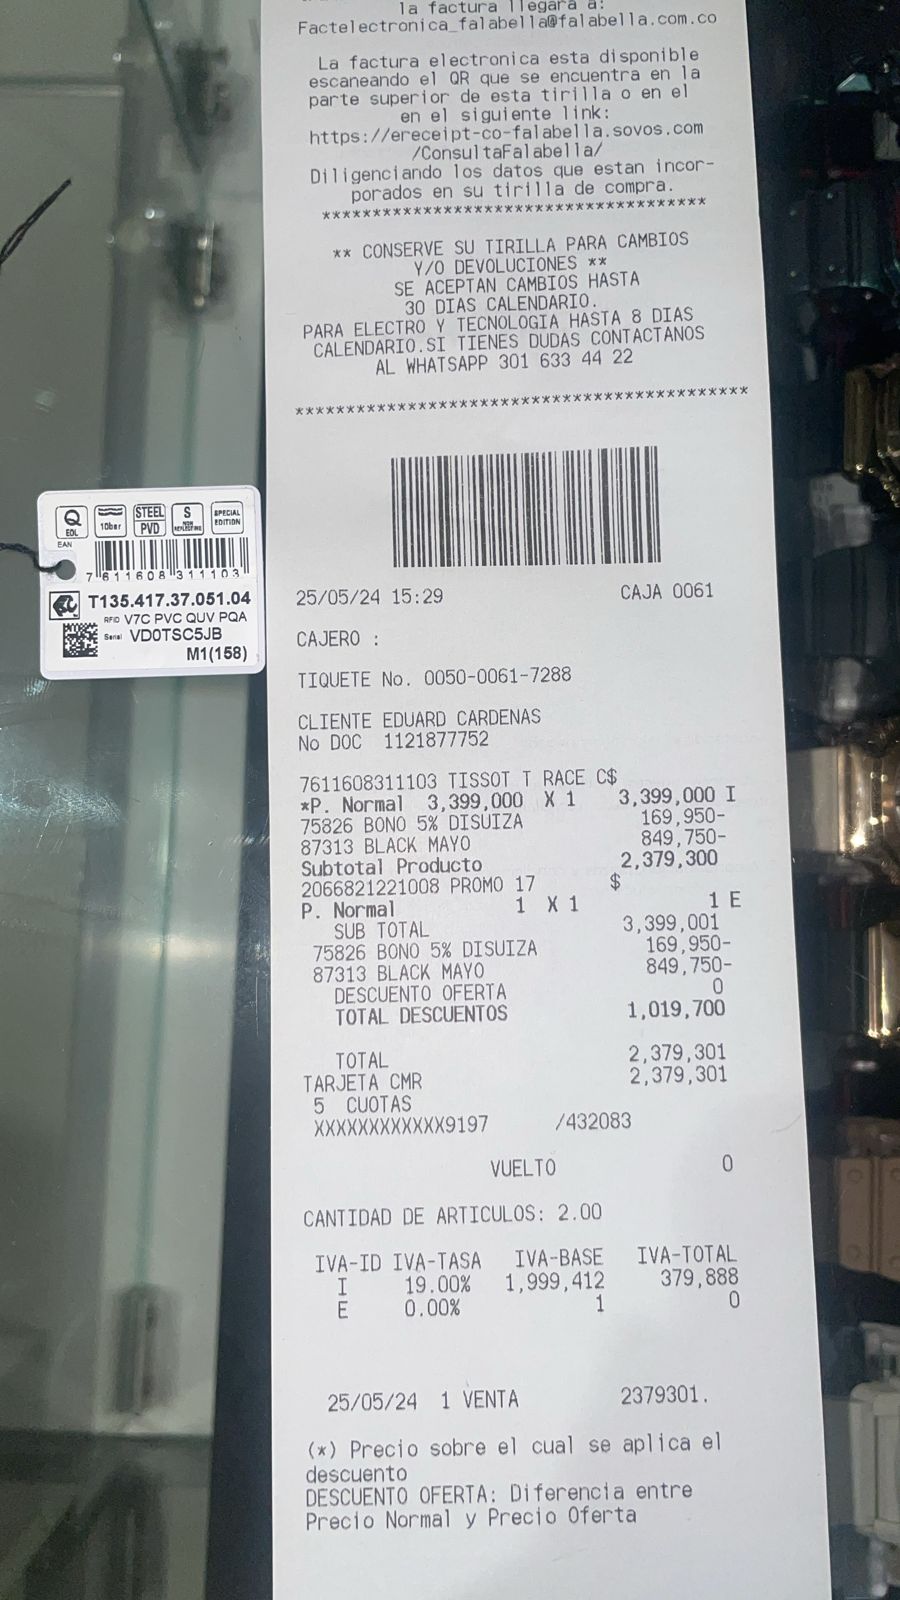 la factura llegara a:
Factelectronica_falabella@falabella.com.co
La factura electronica esta disponible
escaneando el QR que se encuentra en la
parte superior de esta tirilla o en el
en el siguiente link:
https://ereceipt-co-falabella.sovos.com
/ConsultaFalabella/
Diligenciando los datos que estan incor-
porados en su tirilla de compra.
**************************************
** CONSERVE SU TIRILLA PARA CAMBIOS
Y/O DEVOLUCIONES **
SE ACEPTAN CAMBIOS HASTA
30 DIAS CALENDARIO.
PARA ELECTRO Y TECNOLOGIA HASTA 8 DIAS
CALENDARIO.SI TIENES DUDAS CONTACTANOS
AL WHATSAPP 301 633 44 22
*********************************************
25/05/24 15:29 CAJA 0061
CAJERO :
TIQUETE No. 0050-0061-7288
CLIENTE EDUARD CARDENAS
No DOC 1121877752
7611608311103 TISSOT T RACE C$
*P. Normal 3,399,000 X 1 3,399,000 I
75826 BONO 5% DISUIZA 169,950-
87313 BLACK MAYO 849,750-
Subtotal Producto 2,379,300
2066821221008 PROMO 17 $
P. Normal 1 X 1 1 E
SUB TOTAL 3,399,001
75826 BONO 5% DISUIZA 169,950-
87313 BLACK MAYO 849,750-
DESCUENTO OFERTA 0
TOTAL DESCUENTOS 1,019,700
TOTAL 2,379,301
TARJETA CMR 2,379,301
5 CUOTAS
XXXXXXXXXXXX9197 /432083
VUELTO 0
CANTIDAD DE ARTICULOS: 2.00
IVA-ID IVA-TASA IVA-BASE IVA-TOTAL
I 19.00% 1,999,412 379,888
E 0.00% 1 0
25/05/24 1 VENTA 2379301.
(*) Precio sobre el cual se aplica el
descuento
DESCUENTO OFERTA: Diferencia entre
Precio Normal y Precio Oferta
Q EOL 10bar STEEL PVD S NON REPLECTIVE SPECIAL EDITION
EAN
7 611608 311103
T135.417.37.051.04
RFID V7C PVC QUV PQA
Serial VD0TSC5JB
M1(158)